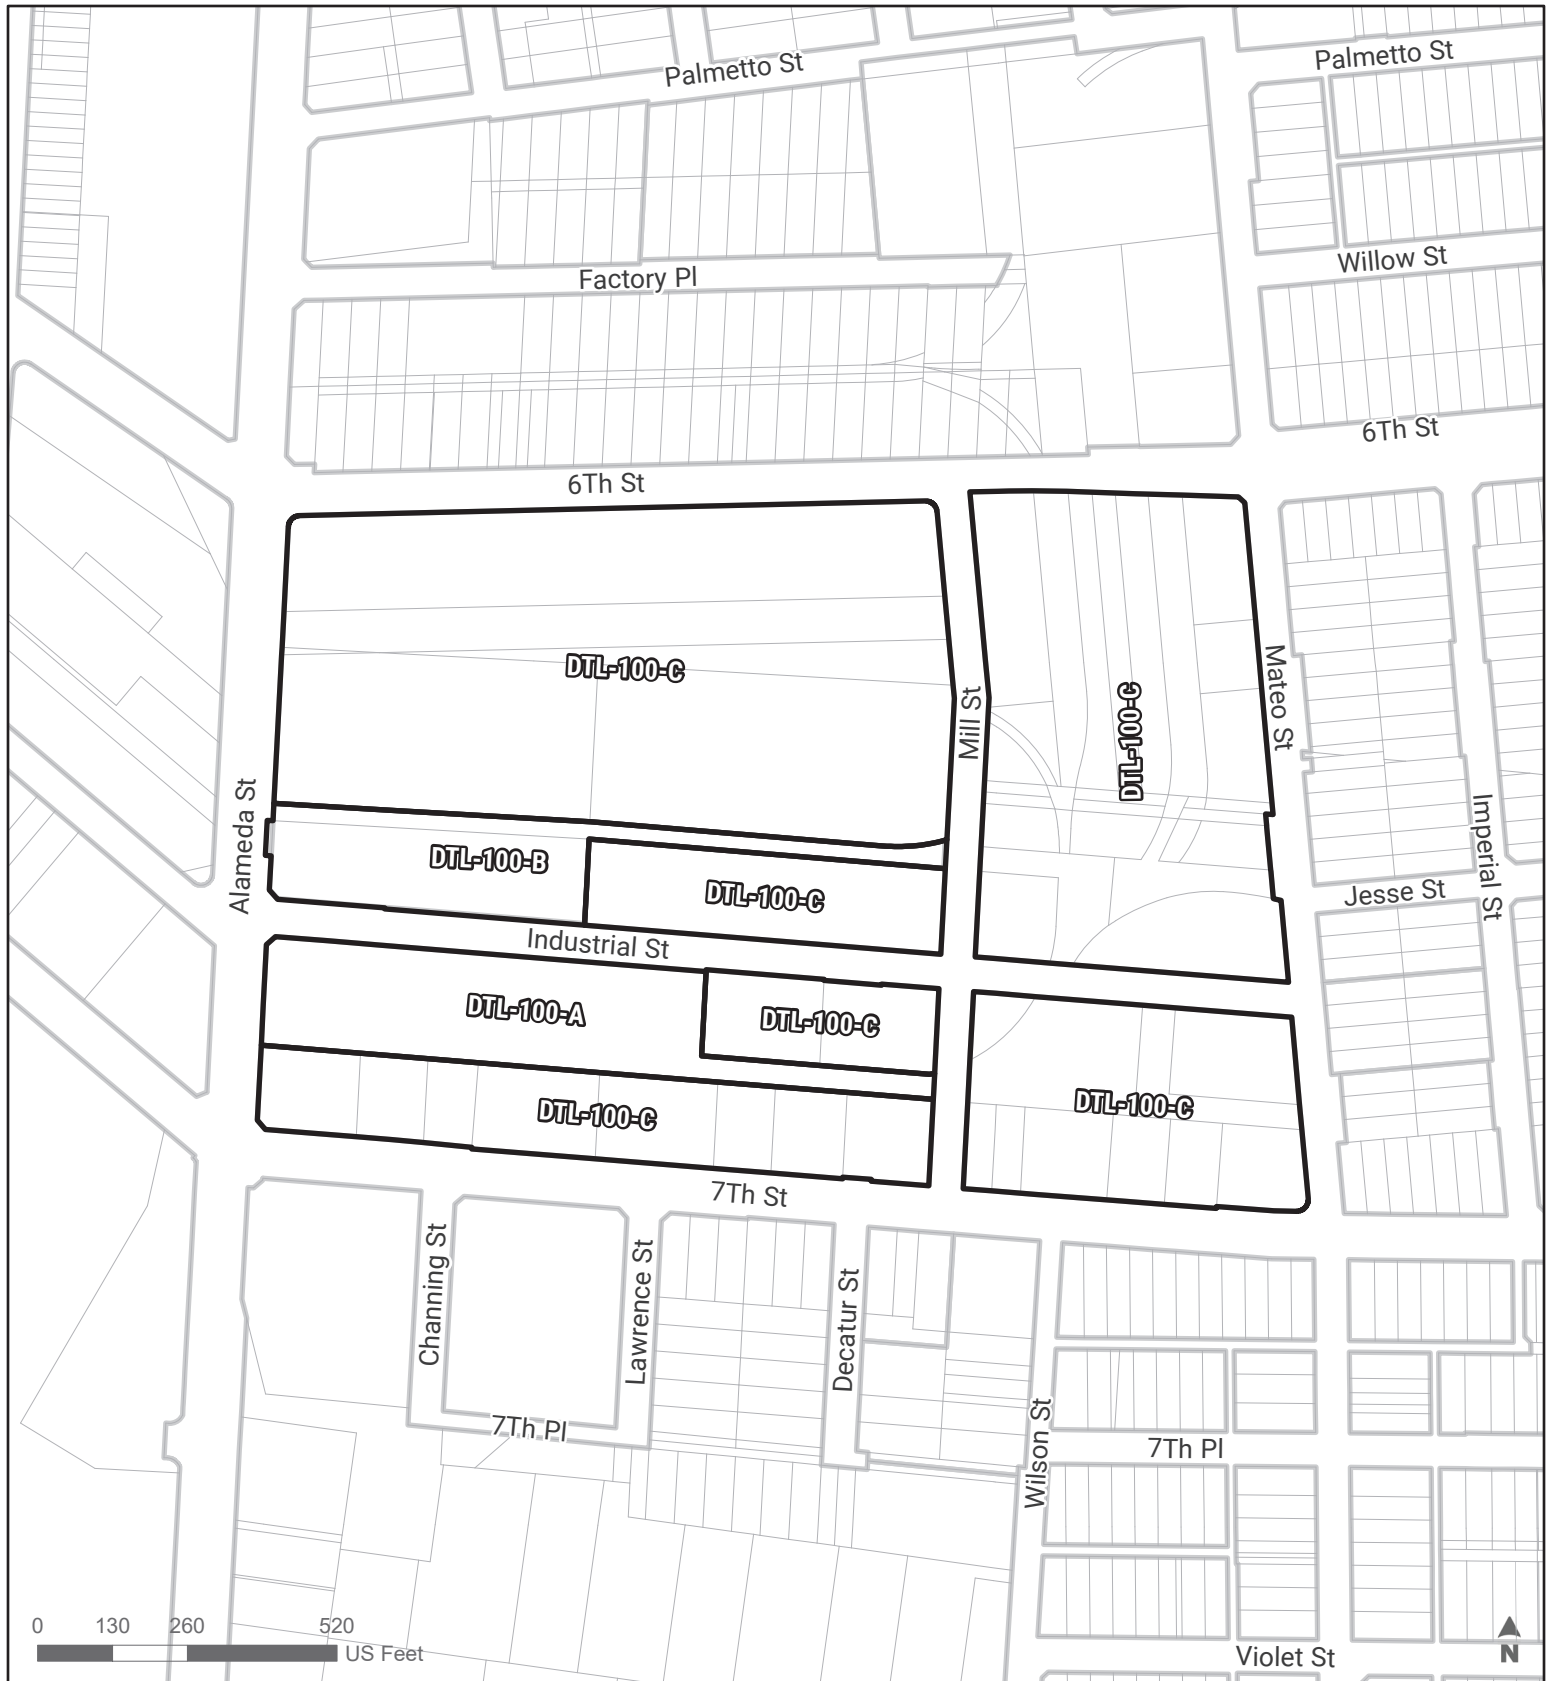 Palmetto St
Palmetto St
Factory Pl
Willow St
6Th St
6Th St
DTL-100-C
Mill St
DTL-100-C
Mateo St
Alameda St
DTL-100-B
DTL-100-C
Imperial St
Jesse St
Industrial St
DTL-100-A
DTL-100-C
DTL-100-C
DTL-100-C
7Th St
Channing St
Lawrence St
Decatur St
7Th Pl
Wilson St
7Th Pl
0 130 260 520
US Feet
Violet St
N